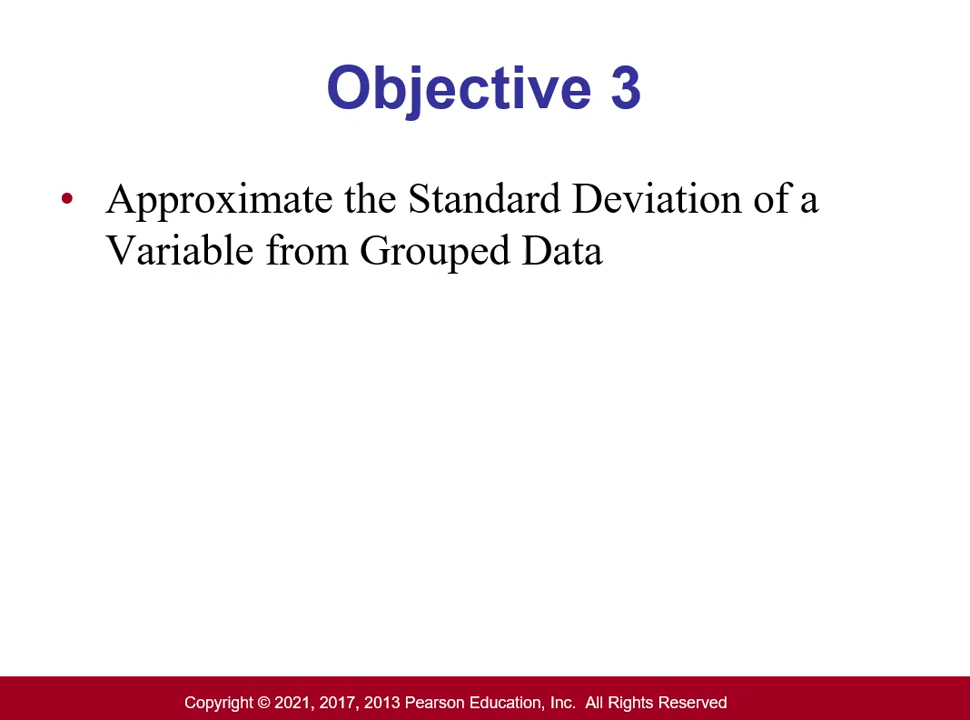 Objective 3
• Approximate the Standard Deviation of a
Variable from Grouped Data
Copyright © 2021, 2017, 2013 Pearson Education, Inc. All Rights Reserved